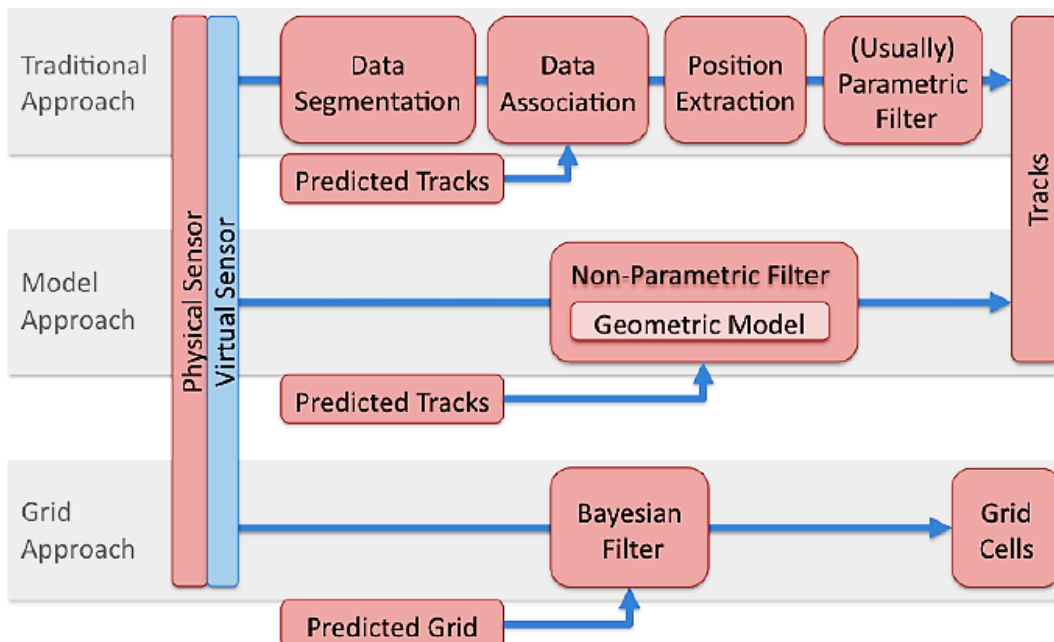 Traditional
Approach
Physical Sensor
Virtual Sensor
Data
Segmentation
Data
Association
Position
Extraction
(Usually)
Parametric
Filter
Tracks
Predicted Tracks
Model
Approach
Non-Parametric Filter
Geometric Model
Predicted Tracks
Grid
Approach
Bayesian
Filter
Grid
Cells
Predicted Grid